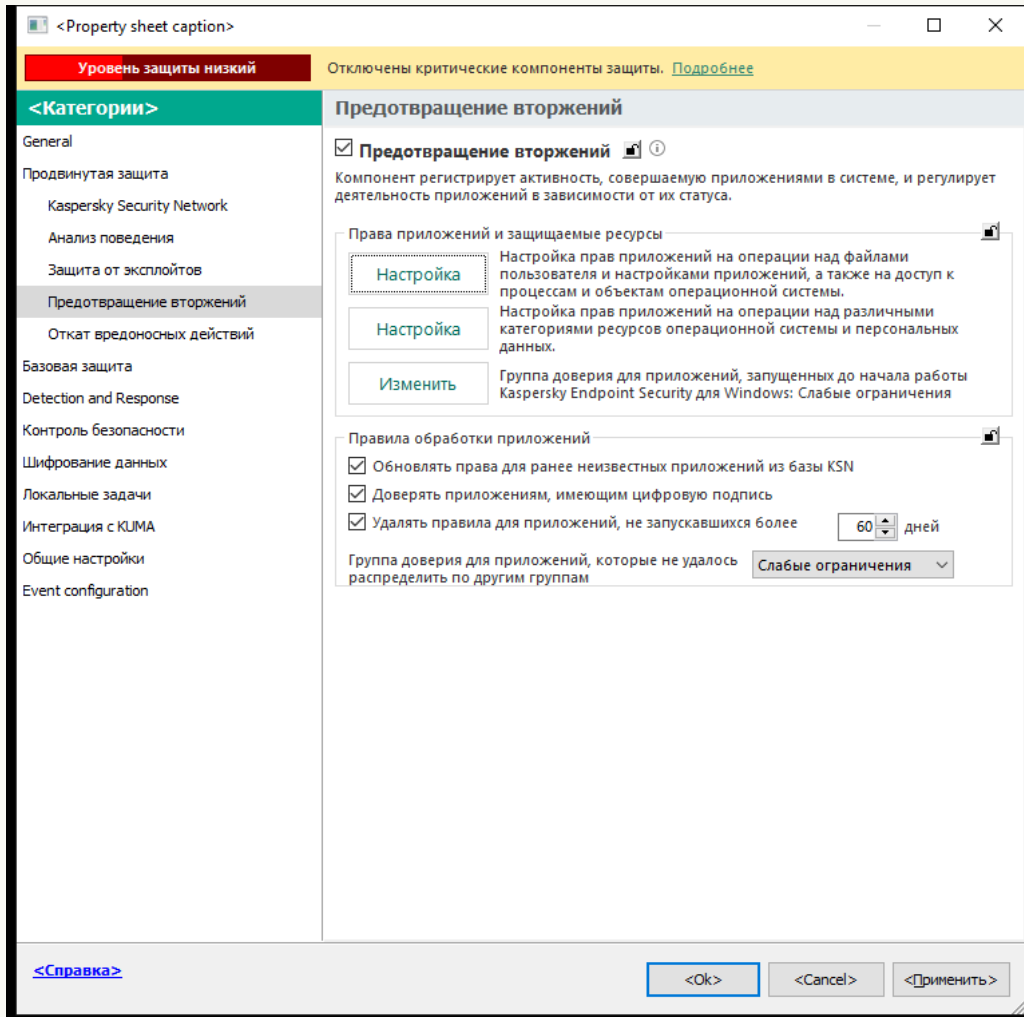 <Property sheet caption>
Уровень защиты низкий
Отключены критические компоненты защиты. Подробнее
<Категории>
General
Продвинутая защита
Kaspersky Security Network
Анализ поведения
Защита от эксплойтов
Предотвращение вторжений
Откат вредоносных действий
Базовая защита
Detection and Response
Контроль безопасности
Шифрование данных
Локальные задачи
Интеграция с KUMA
Общие настройки
Event configuration
Предотвращение вторжений
Предотвращение вторжений
Компонент регистрирует активность, совершаемую приложениями в системе, и регулирует
деятельность приложений в зависимости от их статуса.
Права приложений и защищаемые ресурсы
Настройка
Настройка прав приложений на операции над файлами
пользователя и настройками приложений, а также на доступ к
процессам и объектам операционной системы.
Настройка
Настройка прав приложений на операции над различными
категориями ресурсов операционной системы и персональных
данных.
Изменить
Группа доверия для приложений, запущенных до начала работы
Kaspersky Endpoint Security для Windows: Слабые ограничения
Правила обработки приложений
Обновлять права для ранее неизвестных приложений из базы KSN
Доверять приложениям, имеющим цифровую подпись
Удалять правила для приложений, не запускавшихся более 60 дней
Группа доверия для приложений, которые не удалось
распределить по другим группам
Слабые ограничения
<Справка>
<Ok>
<Cancel>
<Применить>